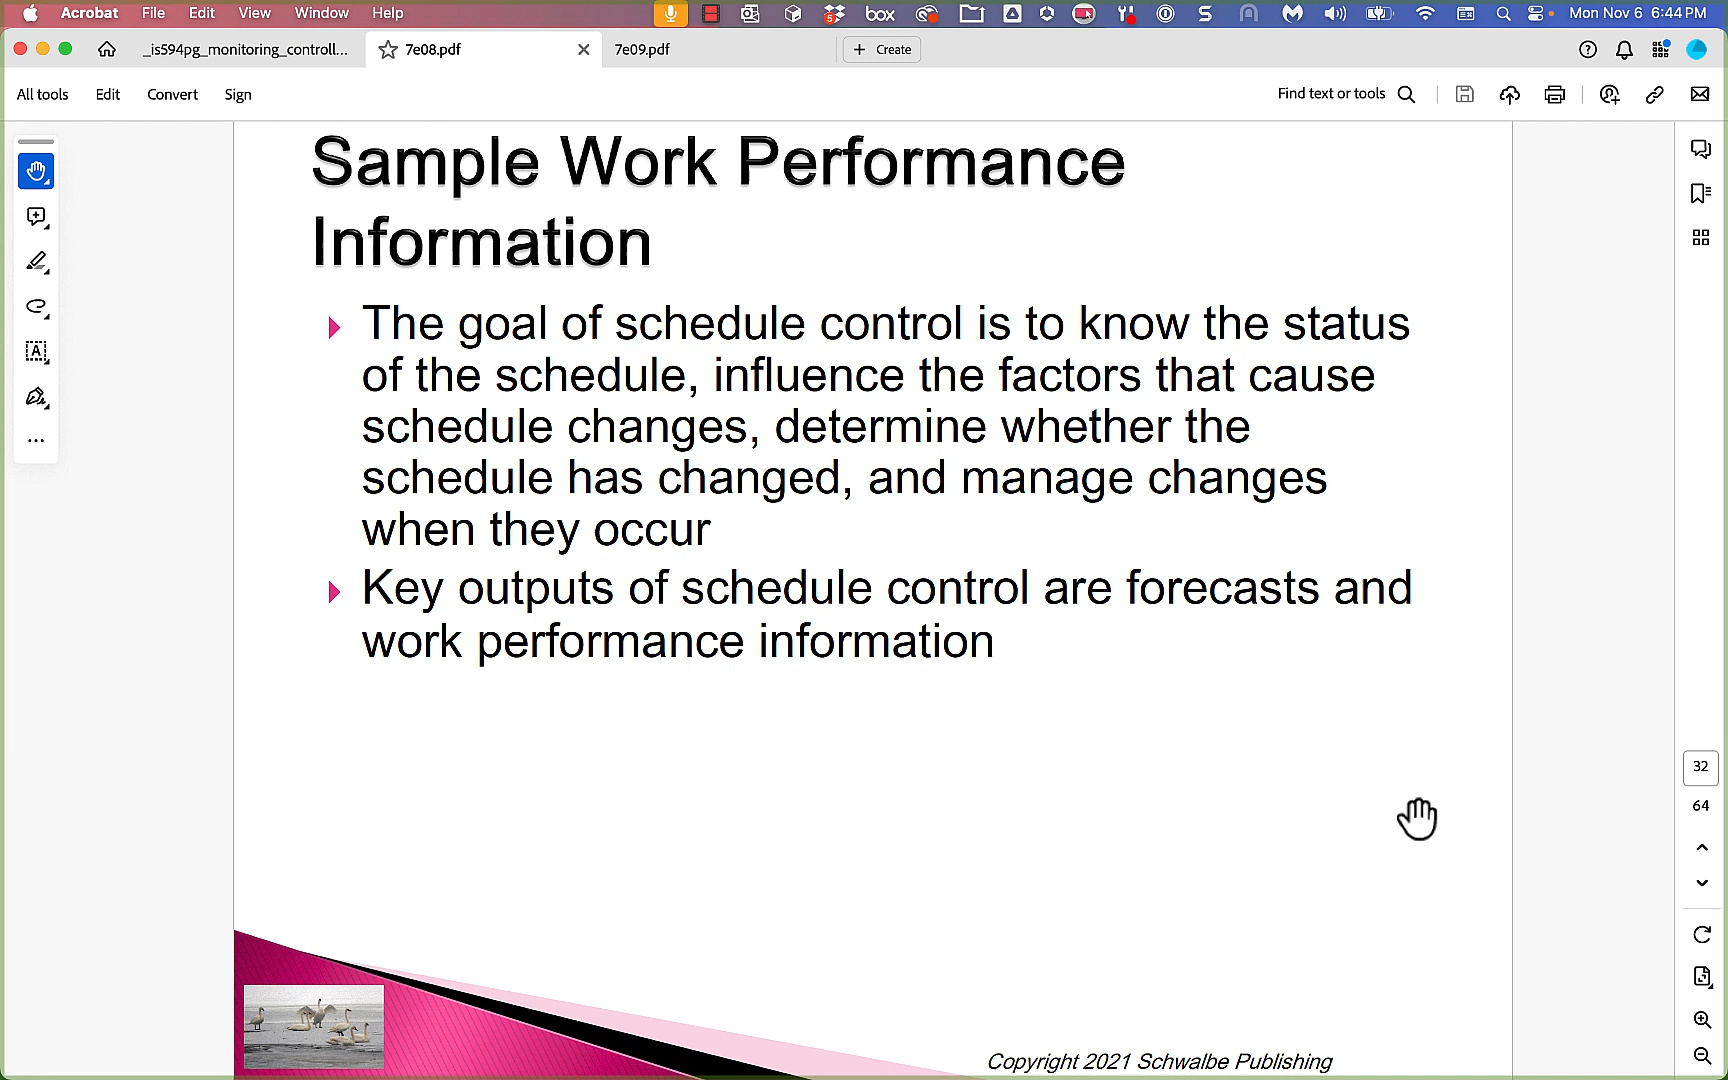 Acrobat File Edit View Window Help
5
box
S
Mon Nov 6 6:44 PM
_is594pg_monitoring_controll...
7e08.pdf
7e09.pdf
Create
All tools Edit Convert Sign
Find text or tools
Sample Work Performance
Information
The goal of schedule control is to know the status
of the schedule, influence the factors that cause
schedule changes, determine whether the
schedule has changed, and manage changes
when they occur
Key outputs of schedule control are forecasts and
work performance information
32
64
Copyright 2021 Schwalbe Publishing